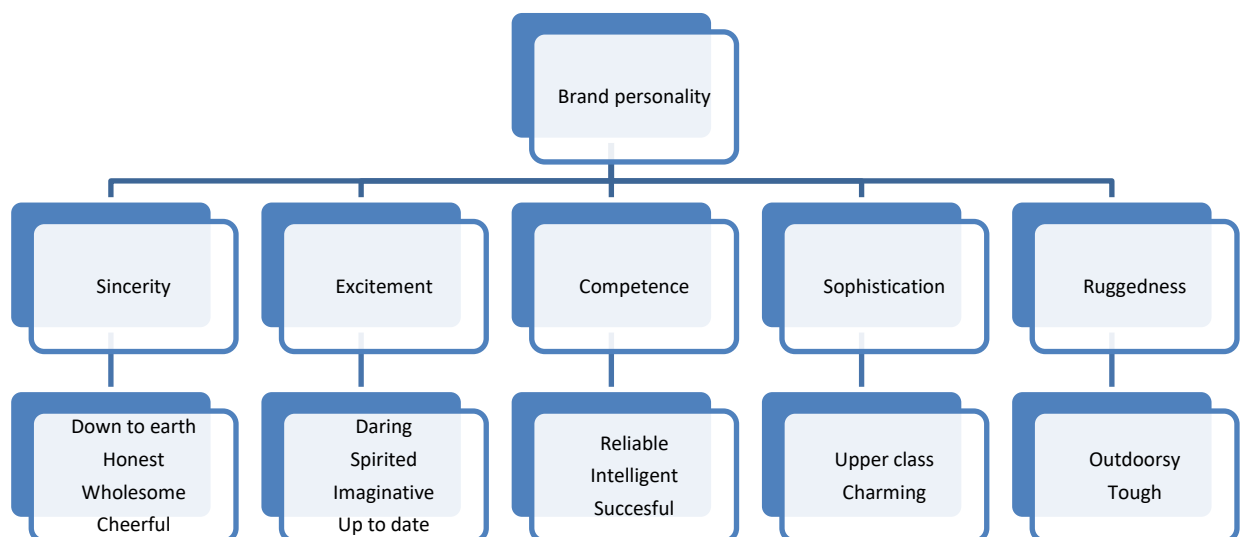 Brand personality
Sincerity
Excitement
Competence
Sophistication
Ruggedness
Down to earth
Honest
Wholesome
Cheerful
Daring
Spirited
Imaginative
Up to date
Reliable
Intelligent
Succesful
Upper class
Charming
Outdoorsy
Tough